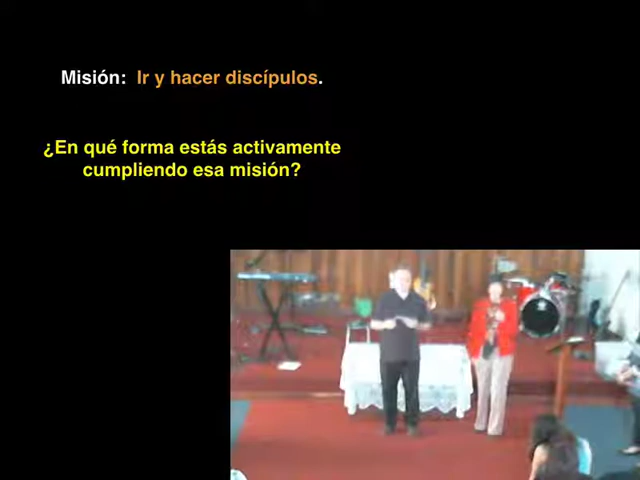 Misión: Ir y hacer discípulos.
¿En qué forma estás activamente
cumpliendo esa misión?